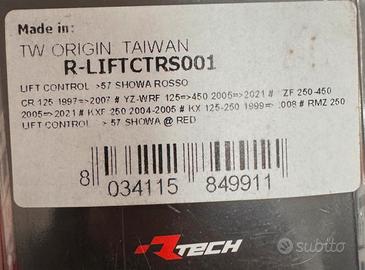 Made in:
TW ORIGIN TAIWAN
R-LIFTCTRS001
LIFT CONTROL >57 SHOWA ROSSO
CR 125 1997=>2007 # YZ-WRF 125=>450 2005=>2021 # YZF 250-450
2005=>2021 # KXF 250 2004-2005 # KX 125-250 1999=> 2008 # RMZ 250
LIFT CONTROL >57 SHOWA @ RED
8 034115 849911
RTECH
subito